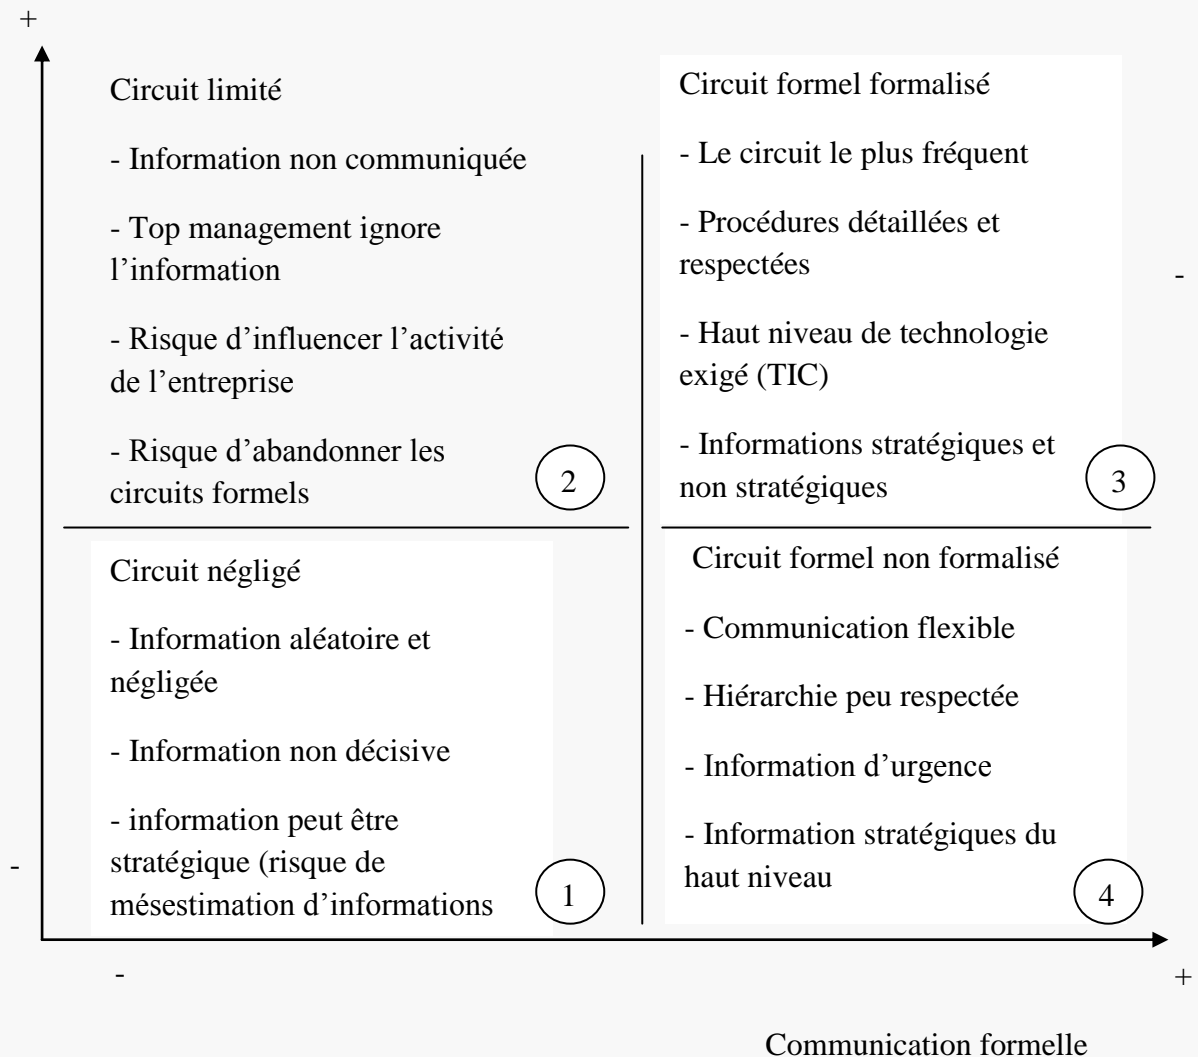 +
Circuit limité
- Information non communiquée
- Top management ignore
l’information
- Risque d’influencer l’activité
de l’entreprise
- Risque d’abandonner les
circuits formels
2
Circuit formel formalisé
- Le circuit le plus fréquent
- Procédures détaillées et
respectées
- Haut niveau de technologie
exigé (TIC)
- Informations stratégiques et
non stratégiques
3
-
Circuit négligé
- Information aléatoire et
négligée
- Information non décisive
- information peut être
stratégique (risque de
mésestimation d’informations
1
-
Circuit formel non formalisé
- Communication flexible
- Hiérarchie peu respectée
- Information d’urgence
- Information stratégiques du
haut niveau
4
-
+
Communication formelle